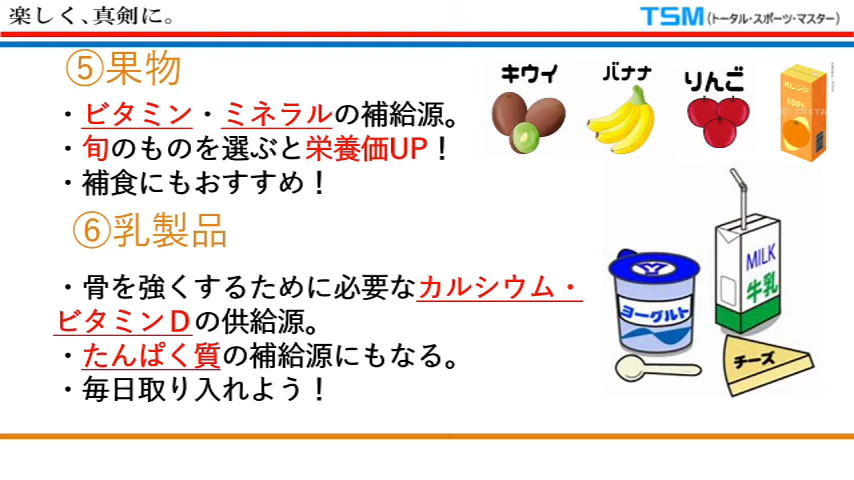 楽しく、真剣に。
TSM(トータル・スポーツ・マスター)
⑤果物
・ビタミン・ミネラルの補給源。
・旬のものを選ぶと栄養価UP！
・補食にもおすすめ！
キウイ
バナナ
りんご
オレンジ
100%
⑥乳製品
・骨を強くするために必要なカルシウム・
ビタミンDの供給源。
・たんぱく質の補給源にもなる。
・毎日取り入れよう！
Y
ヨーグルト
MILK
牛乳
チーズ